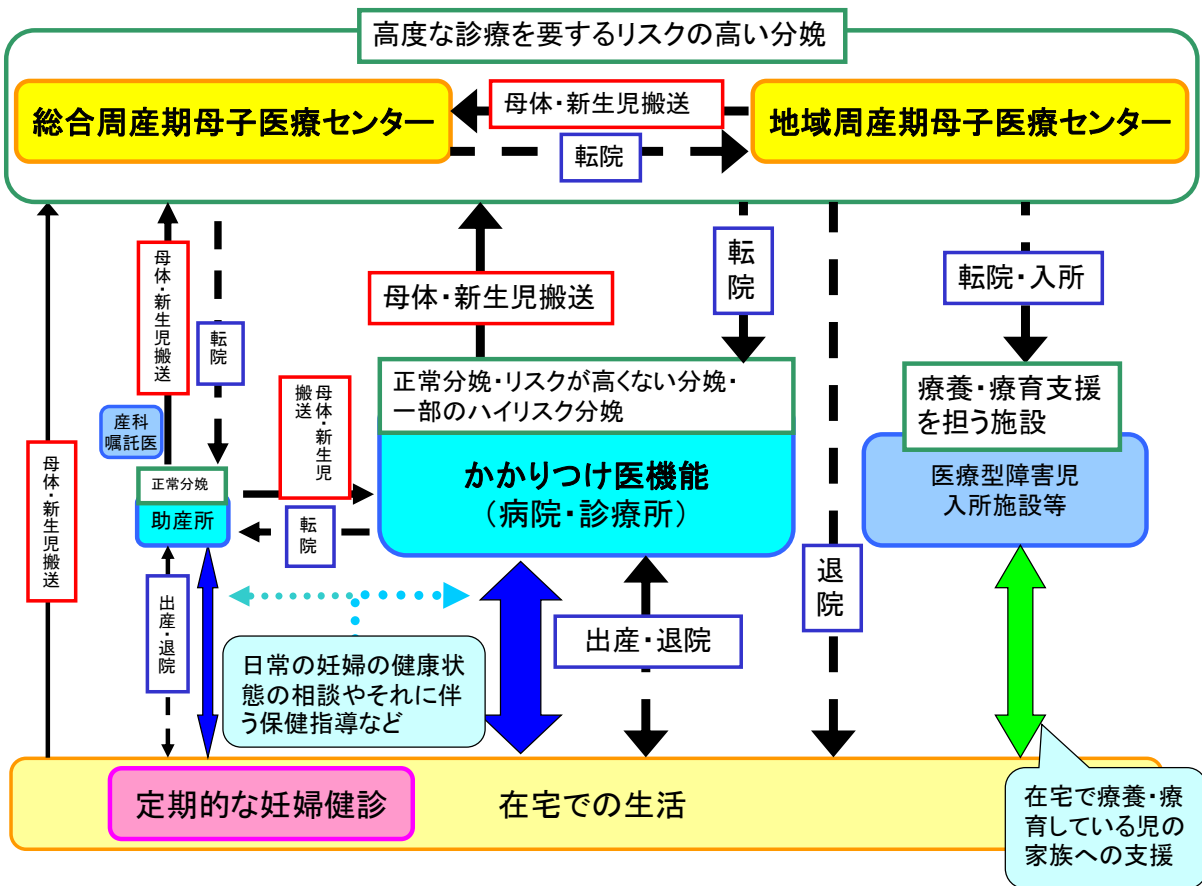 高度な診療を要するリスクの高い分娩
総合周産期母子医療センター
母体・新生児搬送
転院
地域周産期母子医療センター
母体・新生児搬送
母体・新生児搬送
転院
母体・新生児搬送
転院
退院
転院・入所
産科
嘱託医
正常分娩
助産所
母体・新生児
搬送
転院
正常分娩・リスクが高くない分娩・
一部のハイリスク分娩
かかりつけ医機能
（病院・診療所）
療養・療育支援
を担う施設
医療型障害児
入所施設等
出産・退院
日常の妊婦の健康状
態の相談やそれに伴
う保健指導など
出産・退院
定期的な妊婦健診
在宅での生活
在宅で療養・療
育している児の
家族への支援